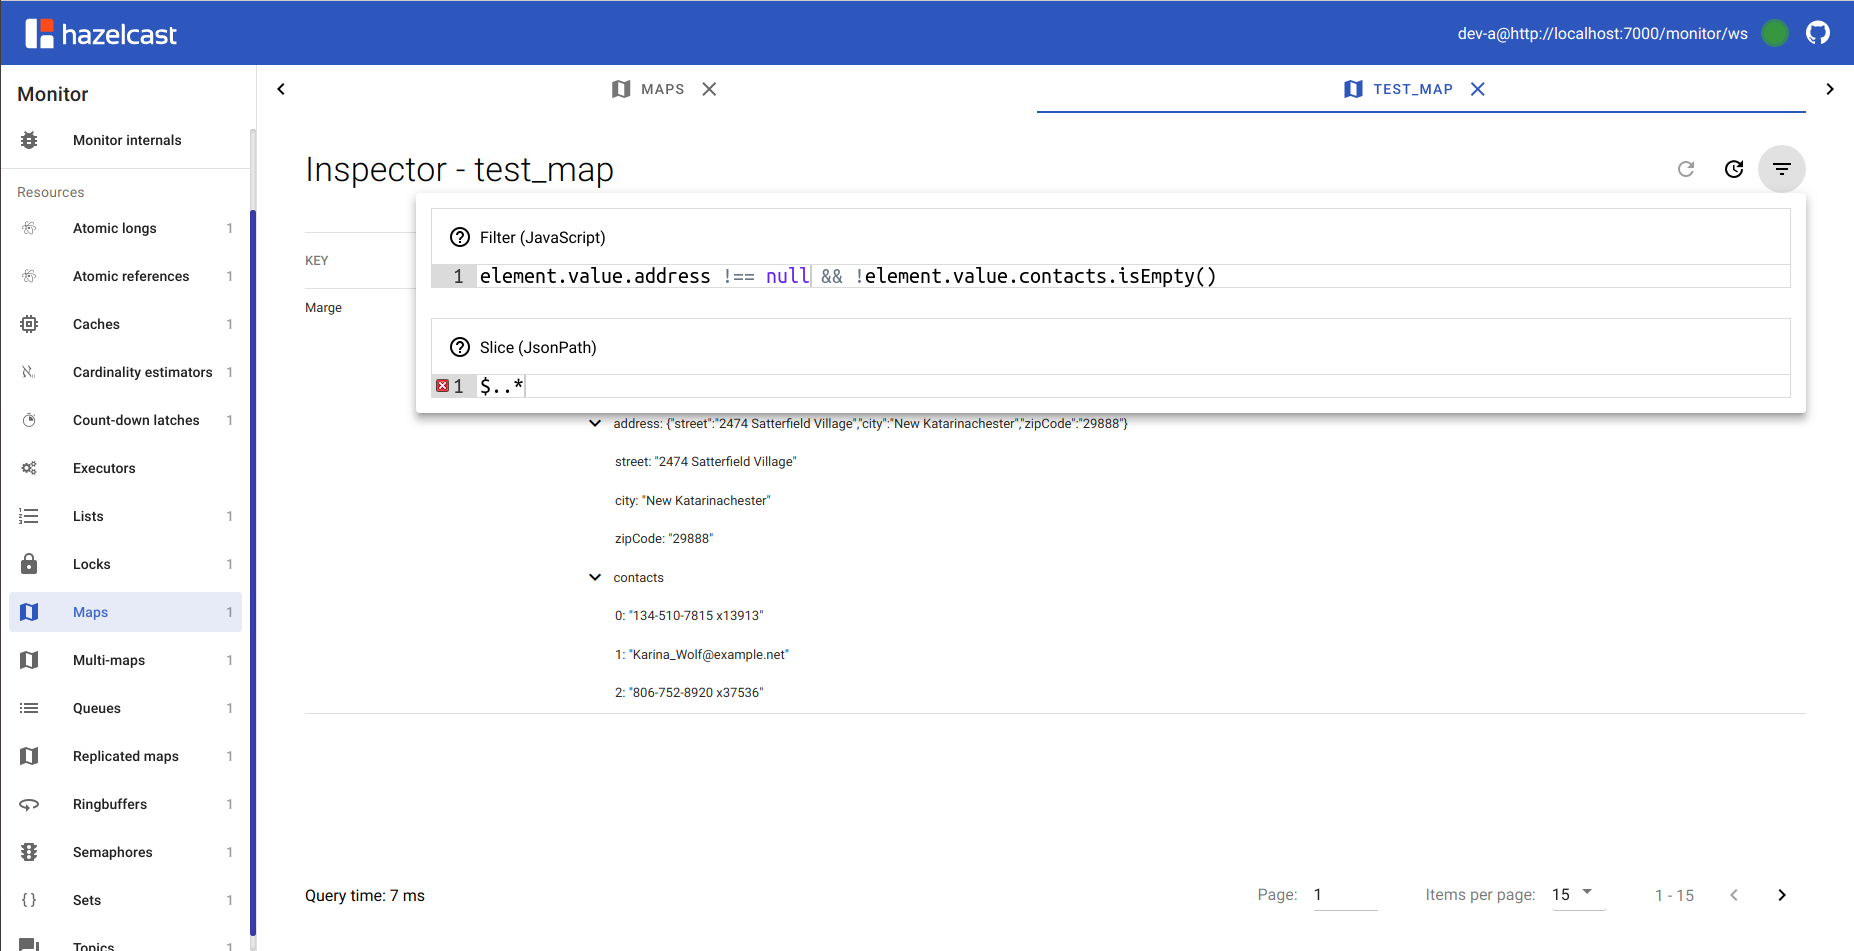 hazelcast
dev-a@http://localhost:7000/monitor/ws
Monitor
Monitor internals
Resources
Atomic longs 1
Atomic references 1
Caches 1
Cardinality estimators 1
Count-down latches 1
Executors
Lists 1
Locks 1
Maps 1
Multi-maps 1
Queues 1
Replicated maps 1
Ringbuffers 1
Semaphores 1
Sets 1
Topics 1
MAPS
TEST_MAP
Inspector - test_map
KEY
Marge
Filter (JavaScript)
1 element.value.address !== null && !element.value.contacts.isEmpty()
Slice (JsonPath)
1 $..*
address: {"street":"2474 Satterfield Village","city":"New Katarinachester","zipCode":"29888"}
street: "2474 Satterfield Village"
city: "New Katarinachester"
zipCode: "29888"
contacts
0: "134-510-7815 x13913"
1: "Karina_Wolf@example.net"
2: "806-752-8920 x37536"
Query time: 7 ms
Page: 1
Items per page: 15
1 - 15